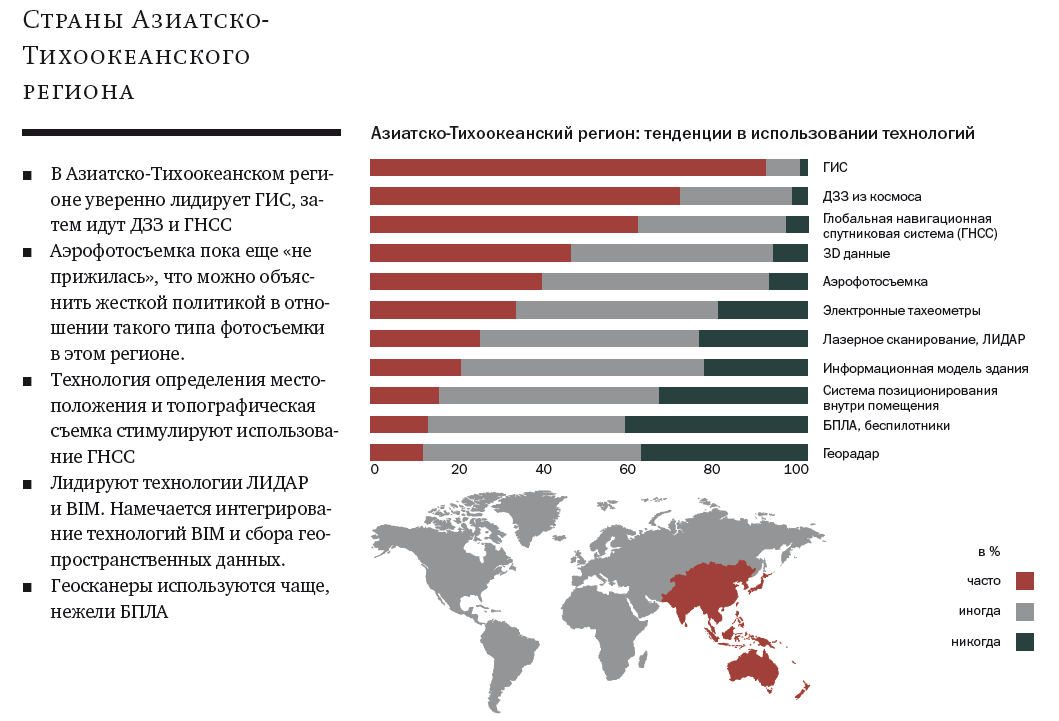 Страны Азиатско-
Тихоокеанского
региона
В Азиатско-Тихоокеанском реги-
оне уверенно лидирует ГИС, за-
тем идут ДЗЗ и ГНСС
Аэрофотосъемка пока еще «не
прижилась», что можно объяс-
нить жесткой политикой в отно-
шении такого типа фотосъемки
в этом регионе.
Технология определения место-
положения и топографическая
съемка стимулируют использова-
ние ГНСС
Лидируют технологии ЛИДАР
и BIM. Намечается интегрирова-
ние технологий BIM и сбора гео-
пространственных данных.
Геосканеры используются чаще,
нежели БПЛА
Азиатско-Тихоокеанский регион: тенденции в использовании технологий
ГИС
ДЗЗ из космоса
Глобальная навигационная
спутниковая система (ГНСС)
3D данные
Аэрофотосъемка
Электронные тахеометры
Лазерное сканирование, ЛИДАР
Информационная модель здания
Система позиционирования
внутри помещения
БПЛА, беспилотники
Георадар
0 20 40 60 80 100
в %
часто
иногда
никогда